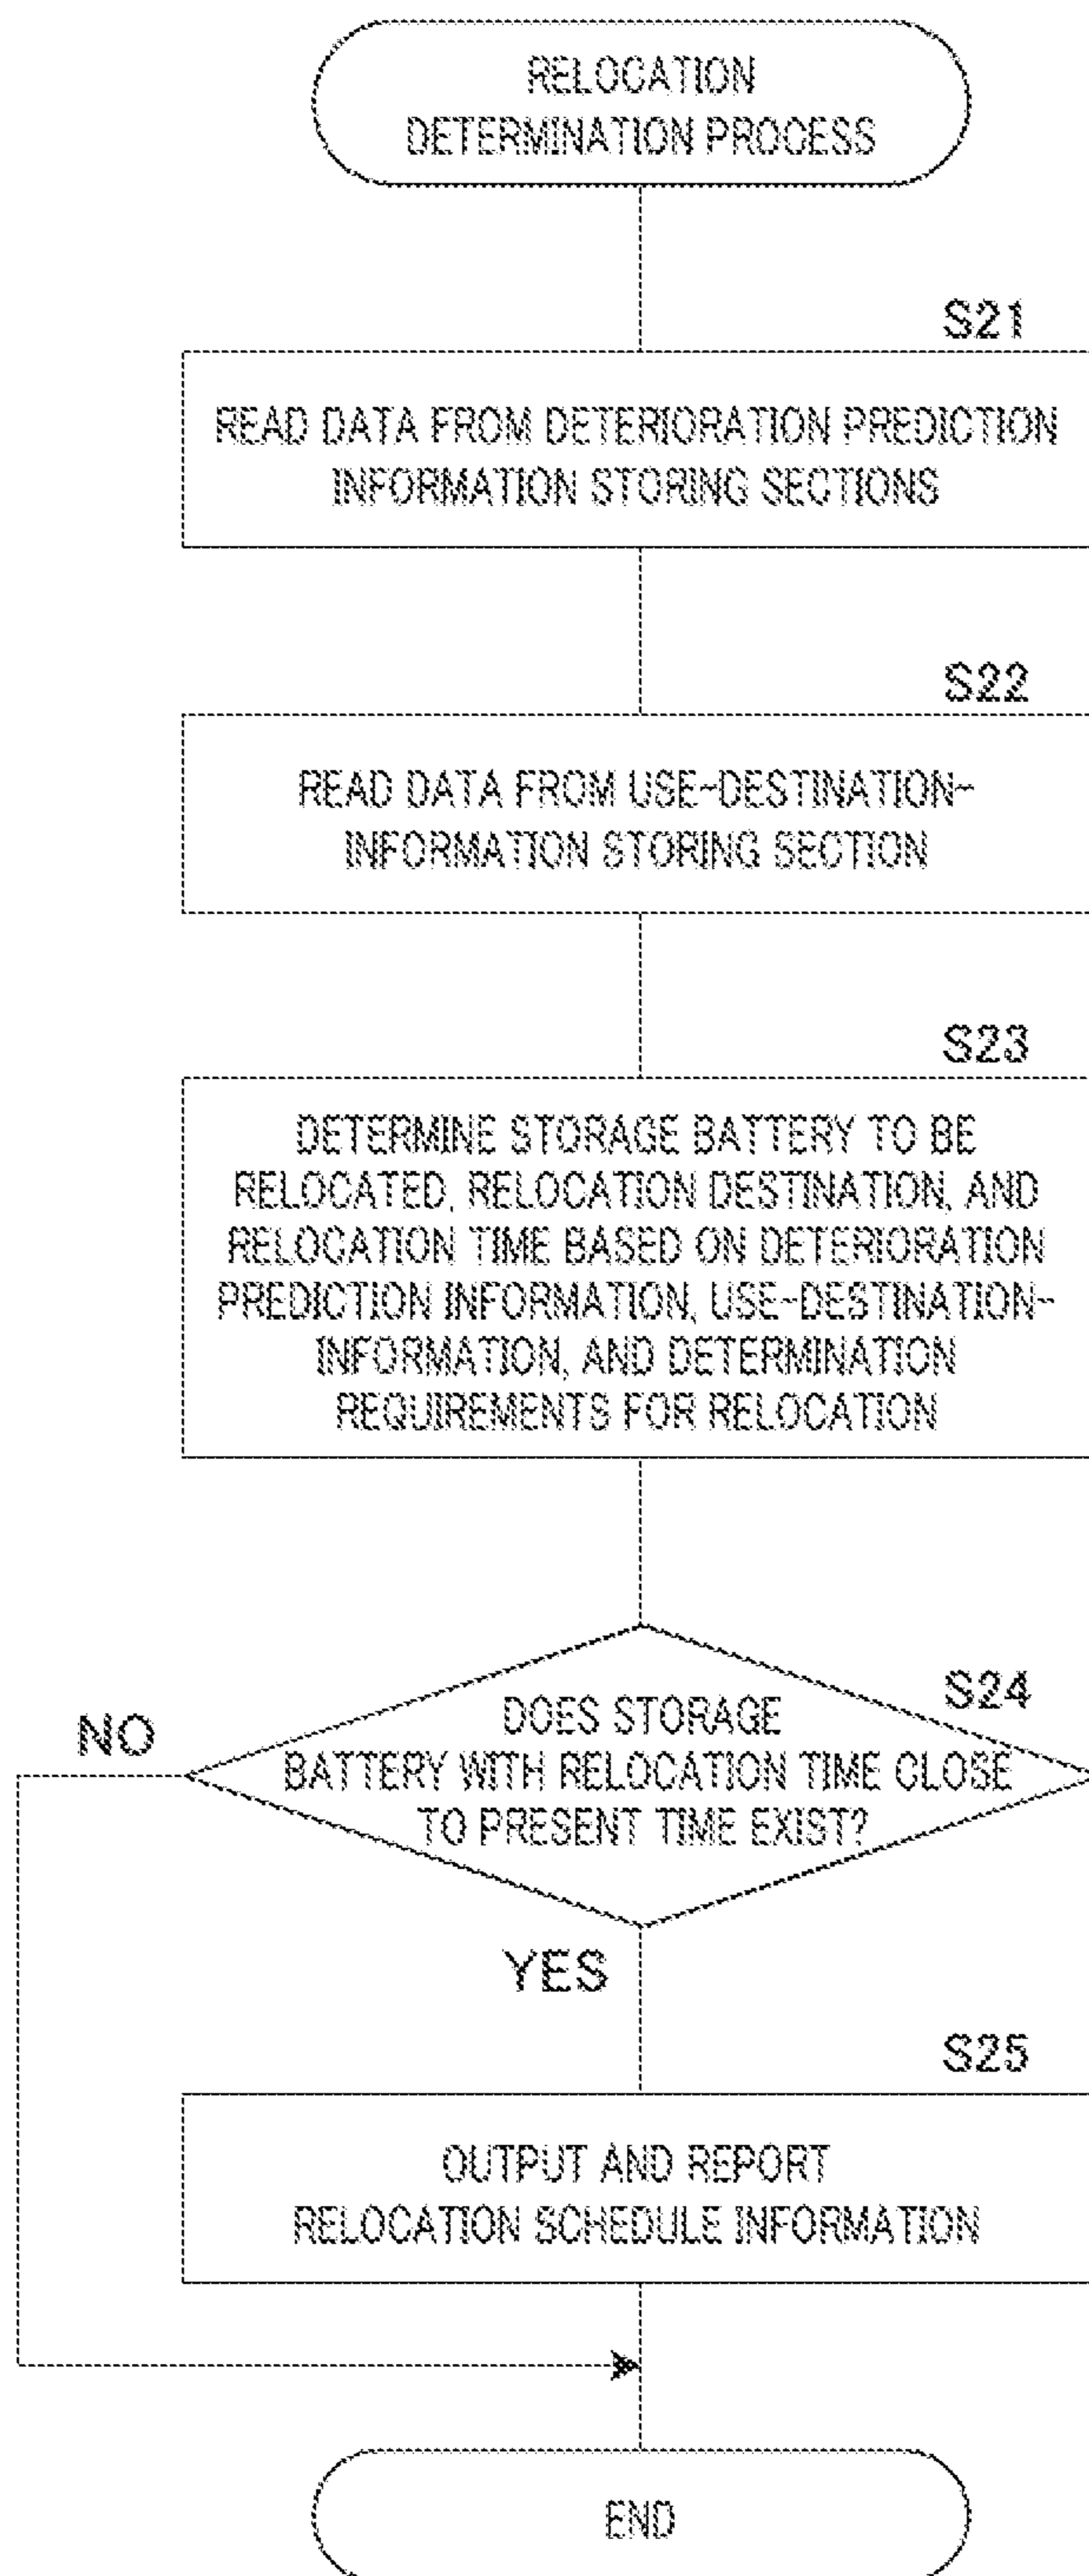 RELOCATION
DETERMINATION PROCESS
S21
READ DATA FROM DETERIORATION PREDICTION
INFORMATION STORING SECTIONS
S22
READ DATA FROM USE-DESTINATION-
INFORMATION STORING SECTION
S23
DETERMINE STORAGE BATTERY TO BE
RELOCATED, RELOCATION DESTINATION, AND
RELOCATION TIME BASED ON DETERIORATION
PREDICTION INFORMATION, USE-DESTINATION-
INFORMATION, AND DETERMINATION
REQUIREMENTS FOR RELOCATION
S24
DOES STORAGE
BATTERY WITH RELOCATION TIME CLOSE
TO PRESENT TIME EXIST?
NO
YES
S25
OUTPUT AND REPORT
RELOCATION SCHEDULE INFORMATION
END